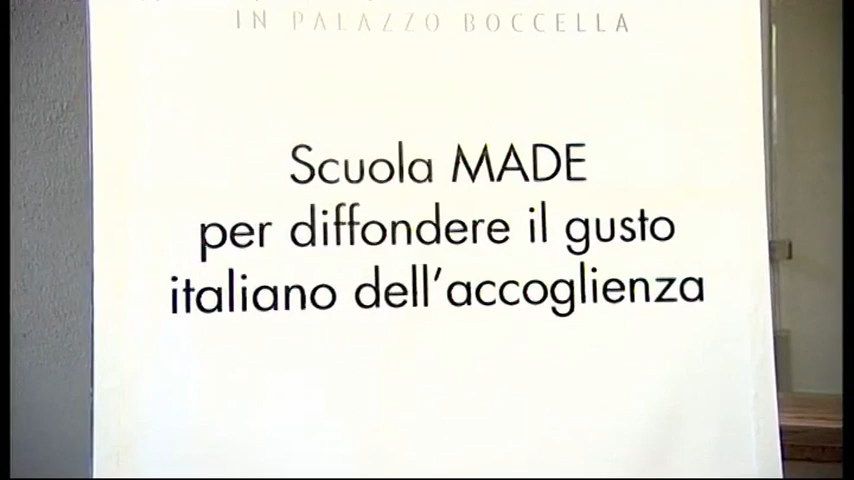 IN PALAZZO BOCCELLA
Scuola MADE
per diffondere il gusto
italiano dell'accoglienza